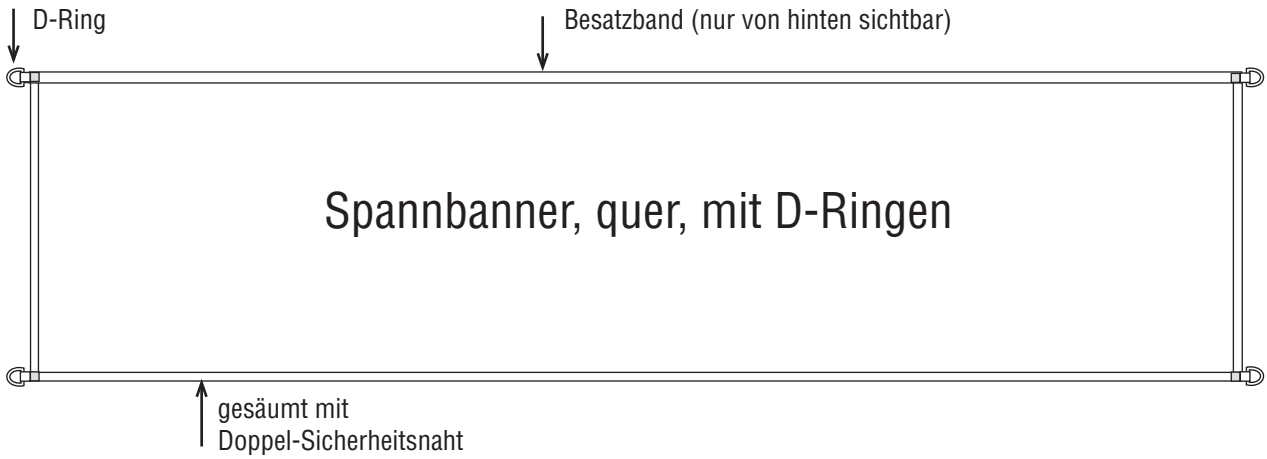 D-Ring
Besatzband (nur von hinten sichtbar)
Spannbanner, quer, mit D-Ringen
gesäumt mit
Doppel-Sicherheitsnaht